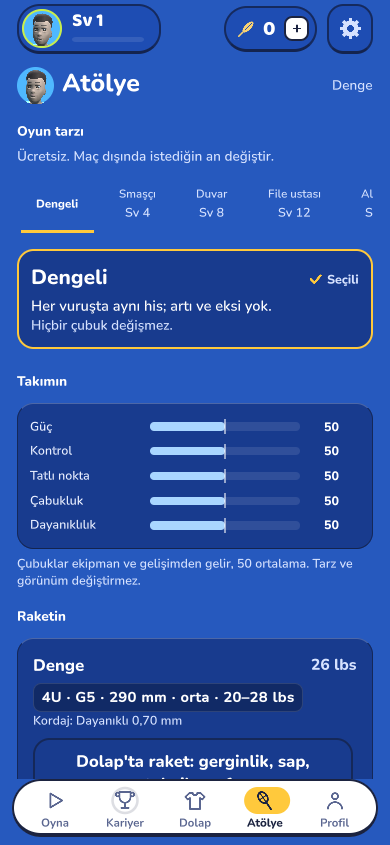 Sv 1
0
+
Atölye
Denge
Oyun tarzı
Ücretsiz. Maç dışında istediğin an değiştir.
Dengeli
Smaşçı
Sv 4
Duvar
Sv 8
File ustası
Sv 12
Al
S
Dengeli
Seçili
Her vuruşta aynı his; artı ve eksi yok.
Hiçbir çubuk değişmez.
Takımın
Güç 50
Kontrol 50
Tatlı nokta 50
Çabukluk 50
Dayanıklılık 50
Çubuklar ekipman ve gelişimden gelir, 50 ortalama. Tarz ve
görünüm değiştirmez.
Raketin
Denge 26 lbs
4U · G5 · 290 mm · orta · 20–28 lbs
Kordaj: Dayanıklı 0,70 mm
Dolap'ta raket: gerginlik, sap,
Oyna
Kariyer
Dolap
Atölye
Profil